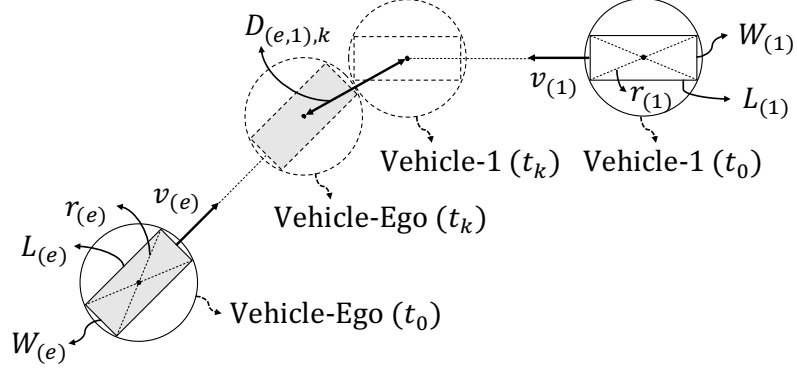 D_{(e,1),k}
W_{(1)}
v_{(1)}
r_{(1)}
L_{(1)}
Vehicle-1 (t_k)
Vehicle-1 (t_0)
v_{(e)}
r_{(e)}
Vehicle-Ego (t_k)
L_{(e)}
Vehicle-Ego (t_0)
W_{(e)}